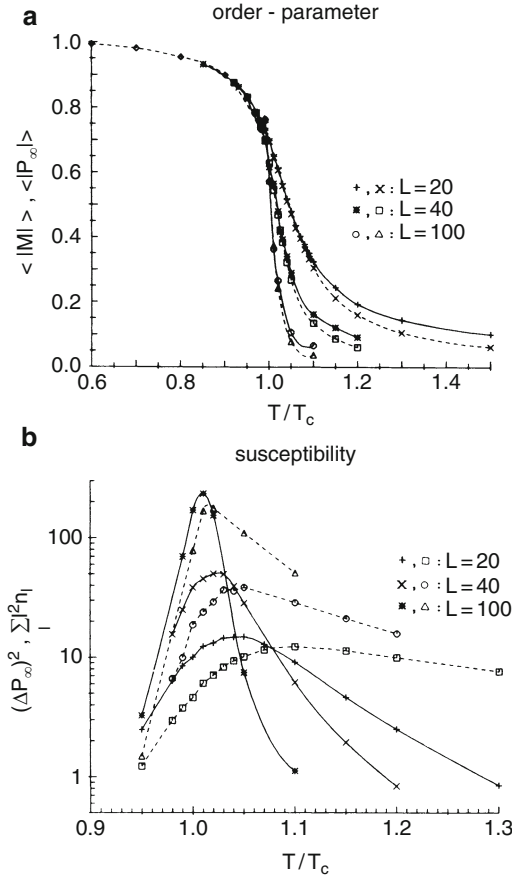 order - parameter
a
1.0
0.8
0.6
0.4
0.2
0.0
< |M| > , <|P∞| >
+ , × : L = 20
✱ , □ : L = 40
○ , △ : L = 100
0.6 0.8 1.0 1.2 1.4
T/Tc
b
susceptibility
100
10
1
(ΔP∞)² , Σl²nl
l
+ , □ : L = 20
× , ○ : L = 40
✱ , △ : L = 100
0.9 1.0 1.1 1.2 1.3
T/Tc